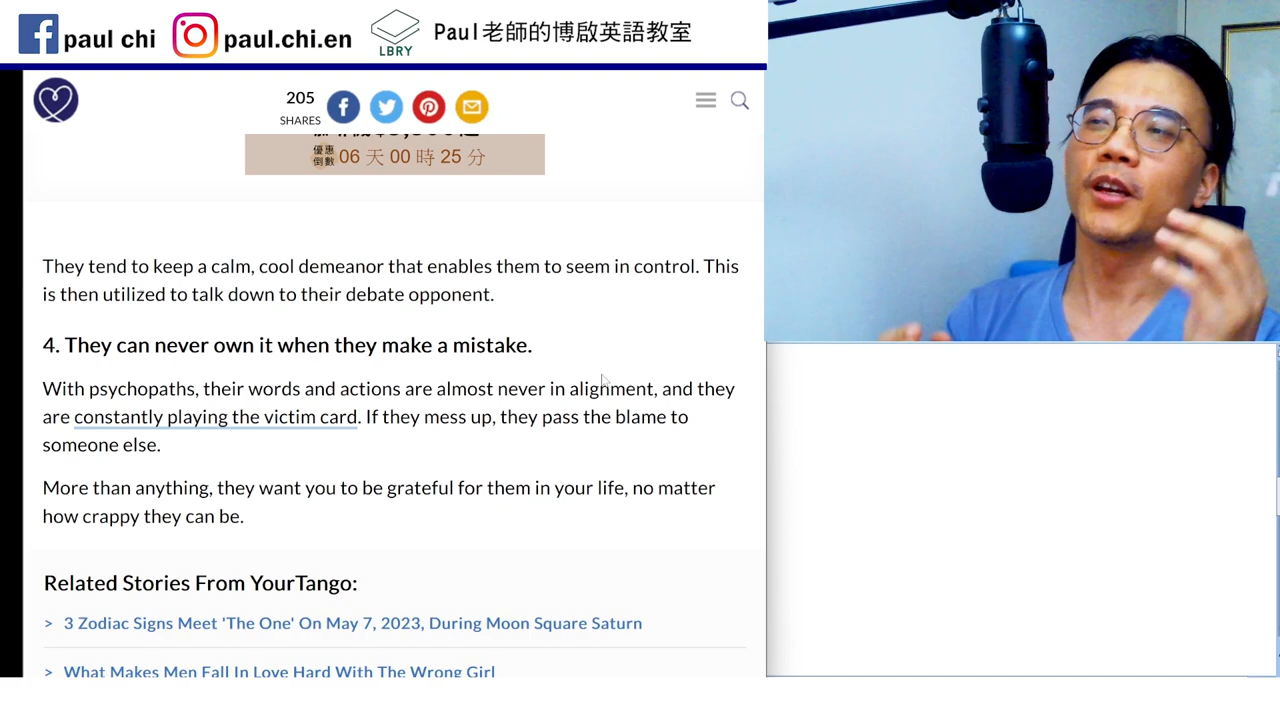 paul chi
paul.chi.en
LBRY
Paul老師的博啟英語教室
205
SHARES
優惠
倒數
06 天 00 時 25 分
They tend to keep a calm, cool demeanor that enables them to seem in control. This
is then utilized to talk down to their debate opponent.
4. They can never own it when they make a mistake.
With psychopaths, their words and actions are almost never in alignment, and they
are constantly playing the victim card. If they mess up, they pass the blame to
someone else.
More than anything, they want you to be grateful for them in your life, no matter
how crappy they can be.
Related Stories From YourTango:
> 3 Zodiac Signs Meet 'The One' On May 7, 2023, During Moon Square Saturn
> What Makes Men Fall In Love Hard With The Wrong Girl